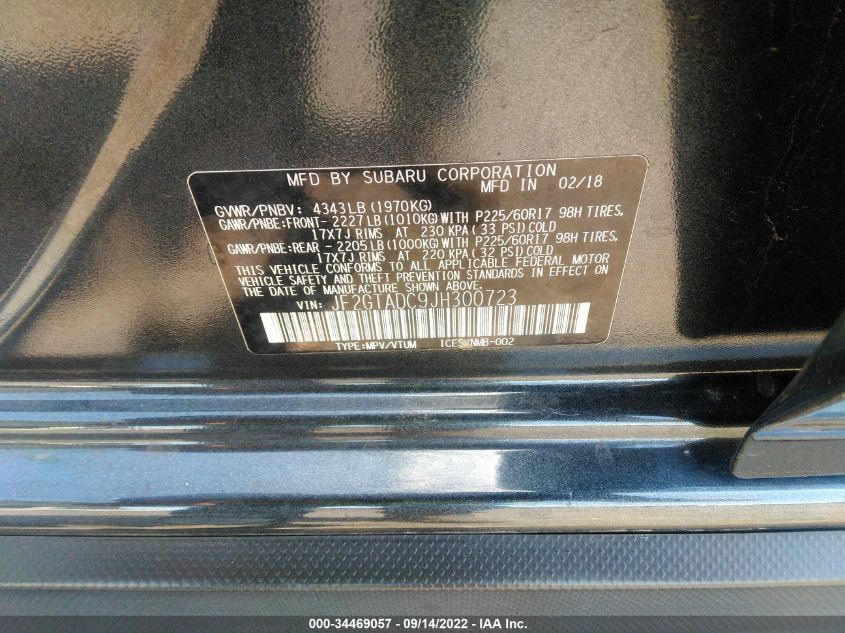 MFD BY SUBARU CORPORATION
MFD IN 02/18
GVWR/PNBV: 4343LB (1970KG)
GAWR/PNBE:FRONT- 2227LB (1010KG) WITH P225/60R17 98H TIRES,
17X7J RIMS AT 230 KPA (33 PSI) COLD
GAWR/PNBE:REAR - 2205LB (1000KG) WITH P225/60R17 98H TIRES,
17X7J RIMS AT 220 KPA (32 PSI) COLD
THIS VEHICLE CONFORMS TO ALL APPLICABLE FEDERAL MOTOR
VEHICLE SAFETY AND THEFT PREVENTION STANDARDS IN EFFECT ON
THE DATE OF MANUFACTURE SHOWN ABOVE.
VIN: JF2GTADC9JH300723
TYPE:MPV/VTUM ICES/NMB-002
000-34469057 - 09/14/2022 - IAA Inc.